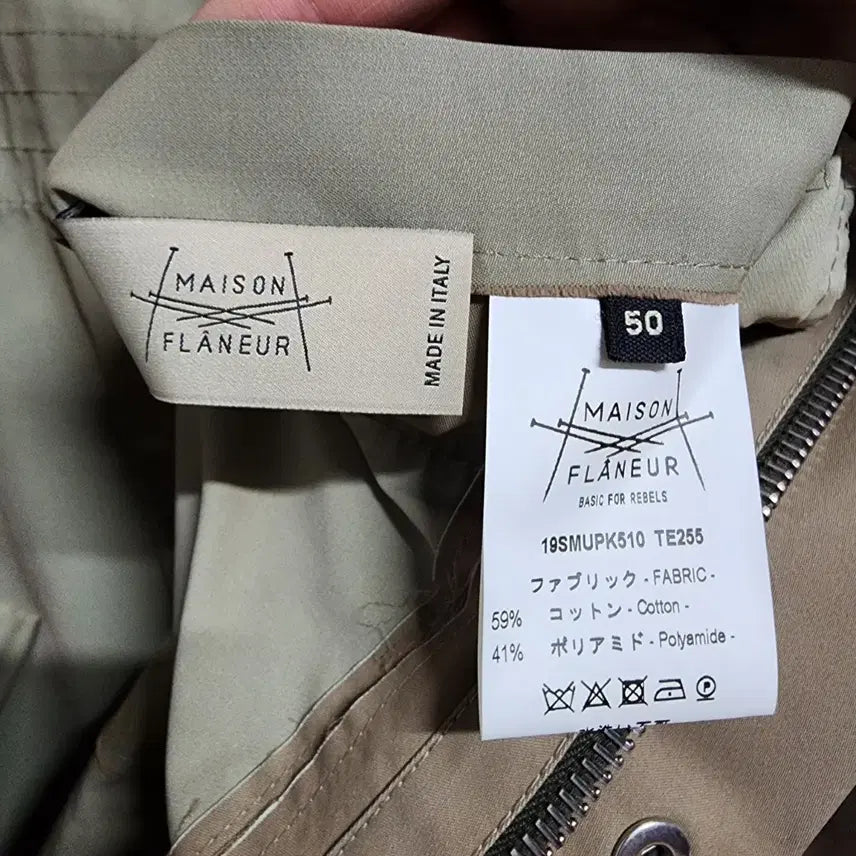 MAISON
FLÂNEUR
MADE IN ITALY
50
MAISON
FLÂNEUR
BASIC FOR REBELS
19SMUPK510 TE255
ファブリック - FABRIC -
59% コットン - Cotton -
41% ポリアミド - Polyamide -